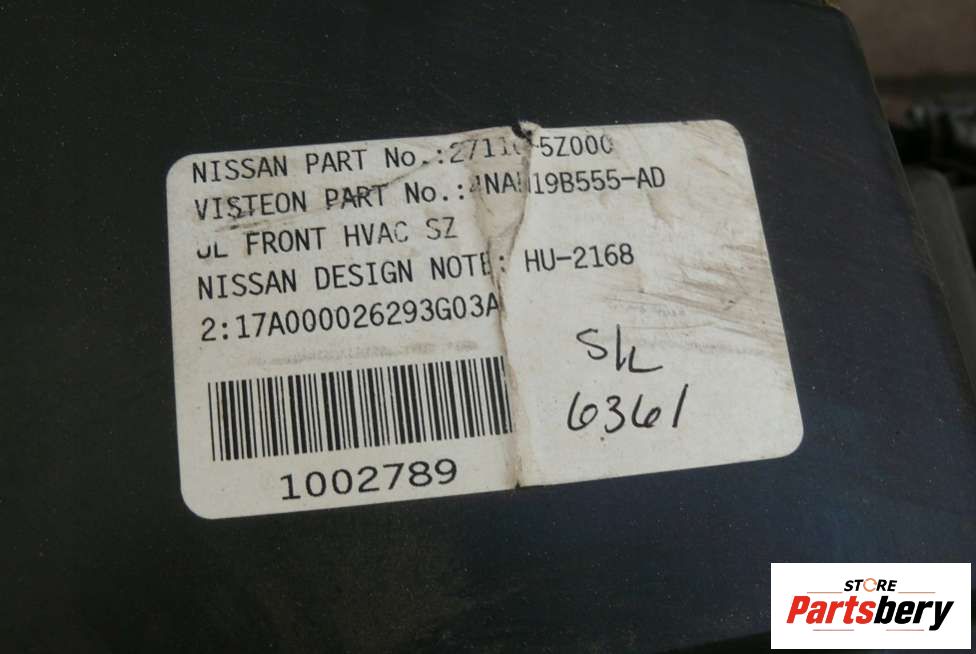 NISSAN PART No.:27110-5Z000
VISTEON PART No.: 19B555-AD
FRONT HVAC SZ
NISSAN DESIGN NOTE: HU-2168
2:17A000026293G03A
1002789
6361
STORE
Partsbery